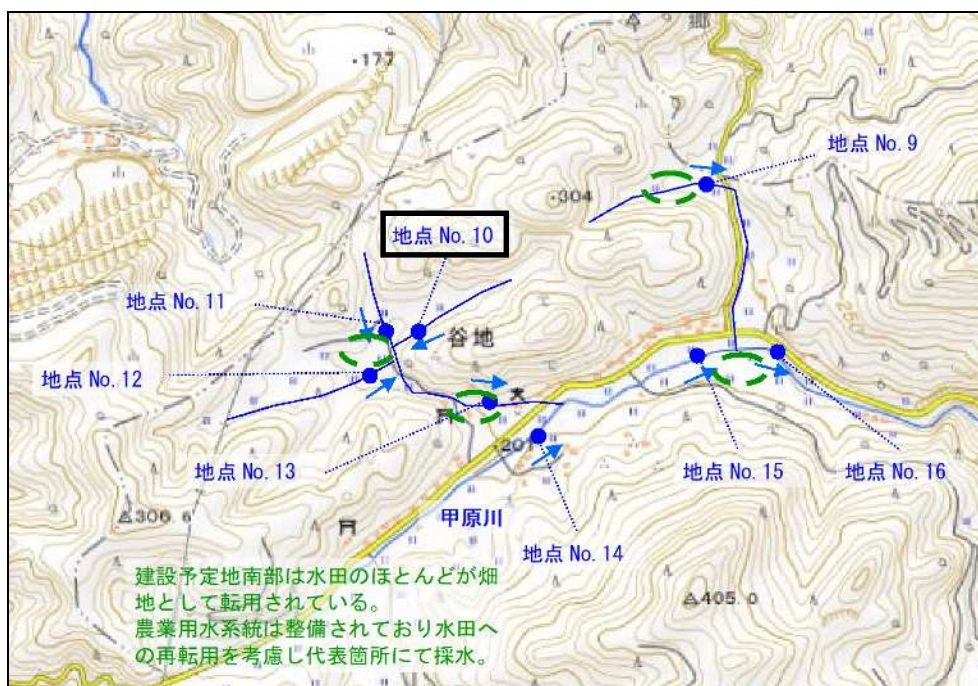 郷
・177
地点 No. 9
・304
地点 No. 10
地点 No. 11
谷地
地点 No. 12
・201
地点 No. 13
地点 No. 15
地点 No. 16
△306.6
甲原川
地点 No. 14
建設予定地南部は水田のほとんどが畑
地として転用されている。
農業用水系統は整備されており水田へ
の再転用を考慮し代表箇所にて採水。
△405.0